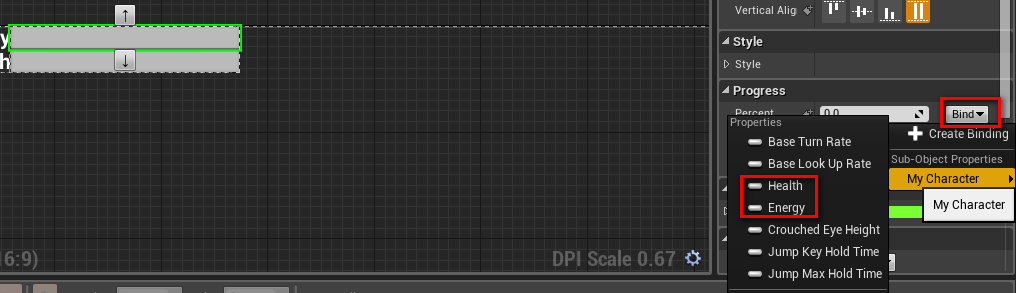 Vertical Alig
Style
Style
Progress
Percent
0.0
Bind
y
h
Create Binding
Sub-Object Properties
My Character
My Character
Properties
Base Turn Rate
Base Look Up Rate
Health
Energy
Crouched Eye Height
Jump Key Hold Time
Jump Max Hold Time
16:9)
DPI Scale 0.67